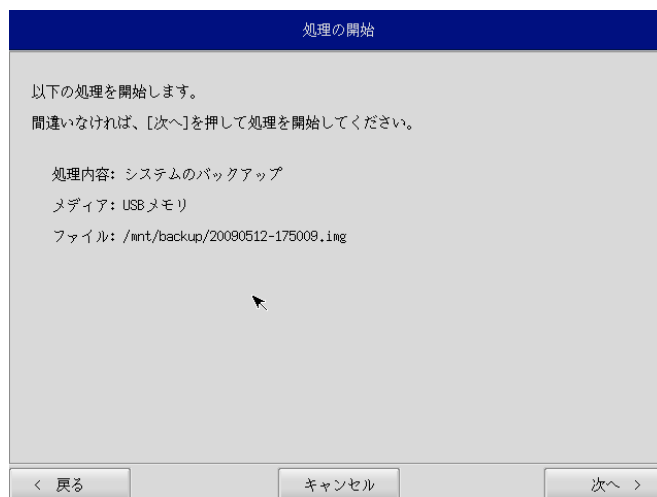 処理の開始
以下の処理を開始します。
間違いなければ、[次へ]を押して処理を開始してください。
処理内容: システムのバックアップ
メディア: USBメモリ
ファイル: /mnt/backup/20090512-175009.img
< 戻る
キャンセル
次へ >